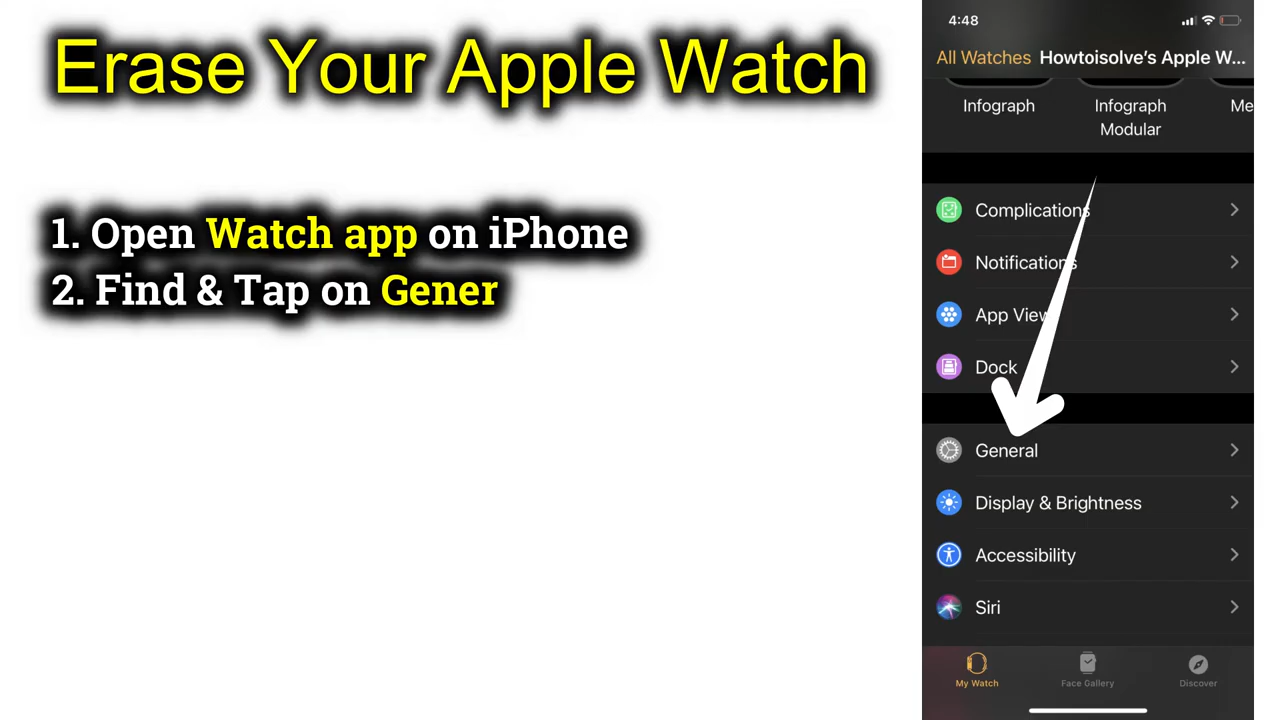 Erase Your Apple Watch
1. Open Watch app on iPhone
2. Find & Tap on Gener
4:48
All Watches Howtoisolve's Apple W...
Infograph
Infograph
Modular
Me
Complications
Notifications
App View
Dock
General
Display & Brightness
Accessibility
Siri
My Watch
Face Gallery
Discover